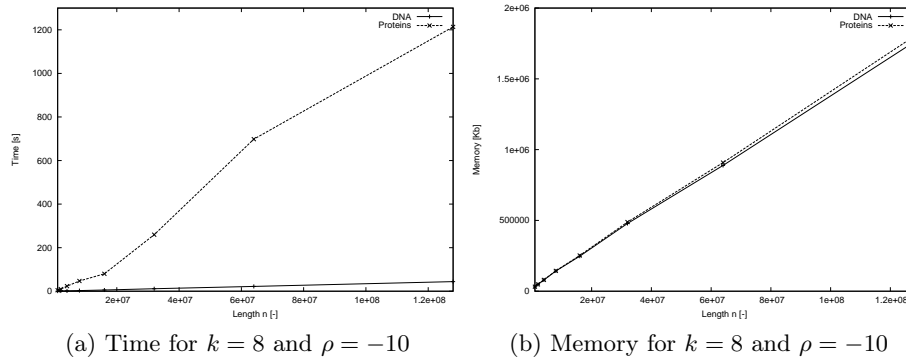 DNA
Proteins
1200
1000
800
600
400
200
0
Time [s]
2e+07 4e+07 6e+07 8e+07 1e+08 1.2e+08
Length n [-]
(a) Time for k = 8 and ρ = −10
DNA
Proteins
2e+06
1.5e+06
1e+06
500000
0
Memory [Kb]
2e+07 4e+07 6e+07 8e+07 1e+08 1.2e+08
Length n [-]
(b) Memory for k = 8 and ρ = −10